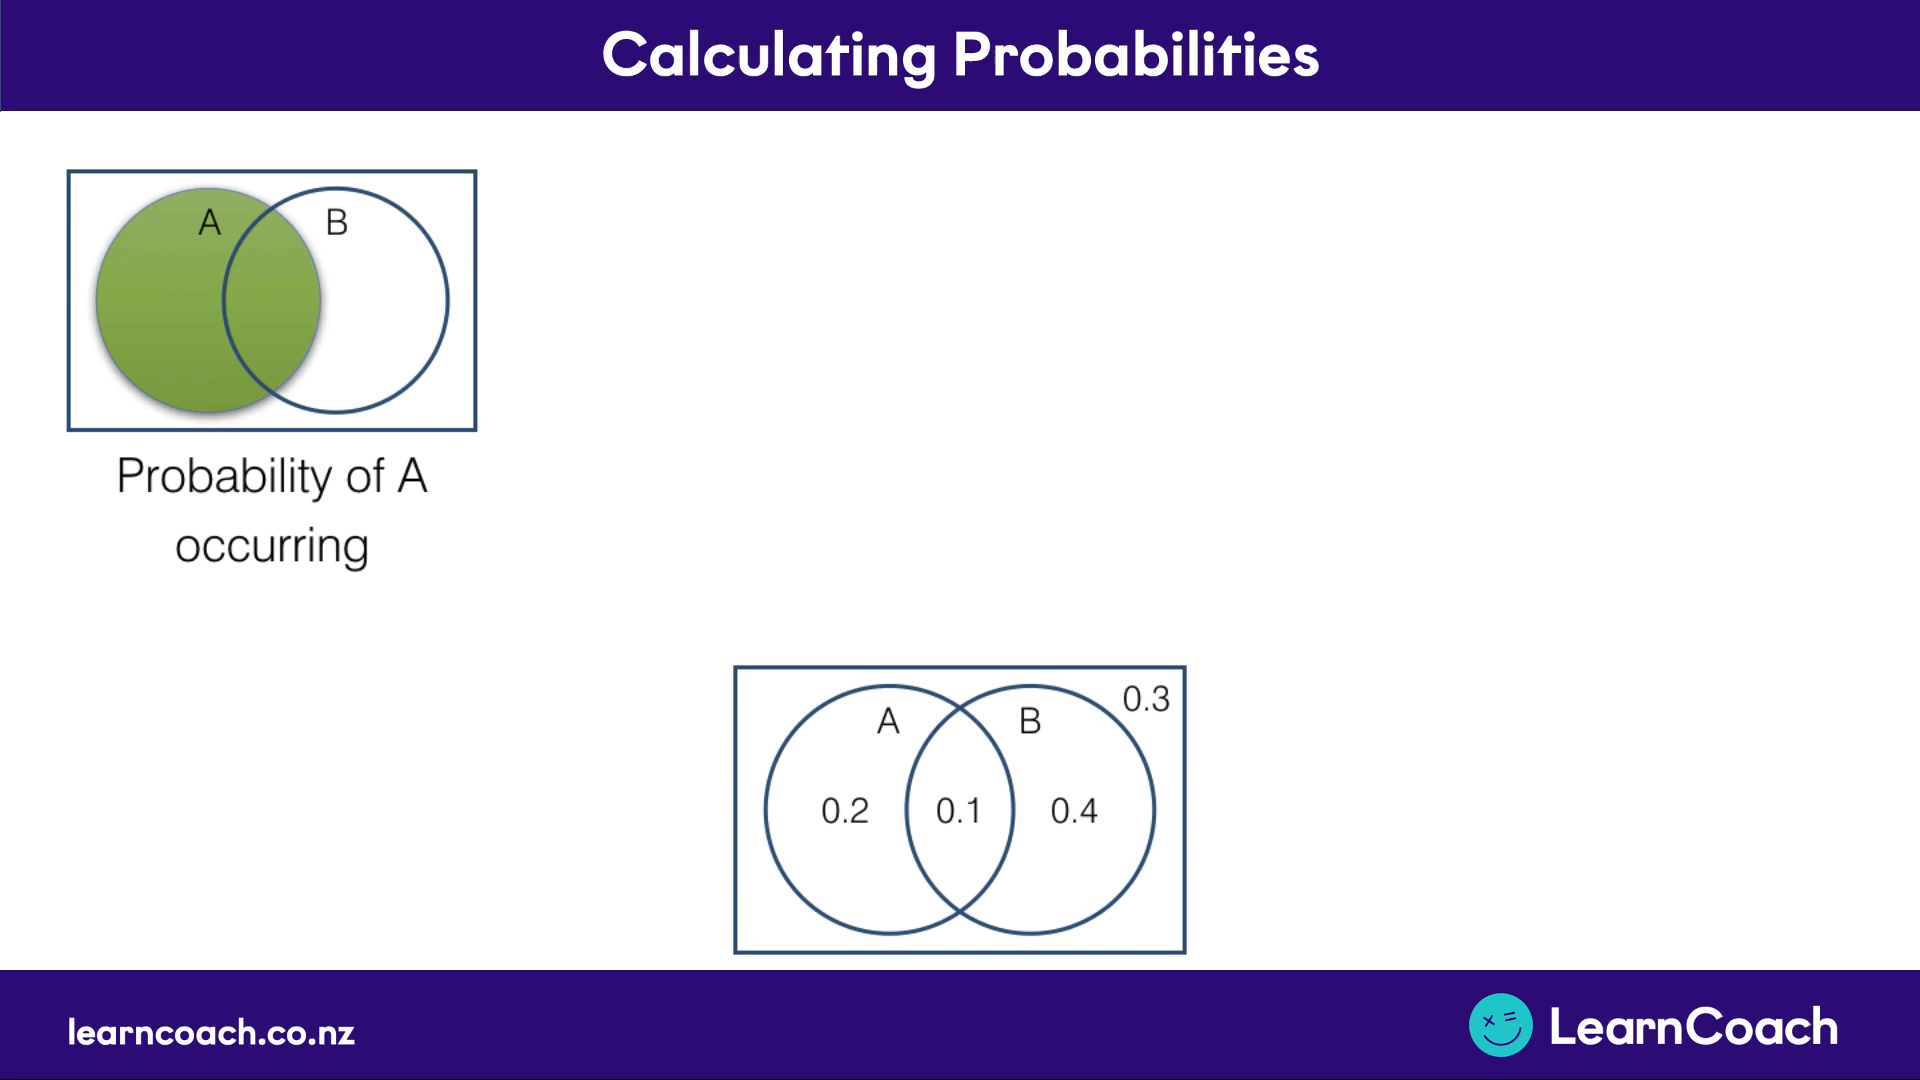 Calculating Probabilities
A B
Probability of A
occurring
0.3
A B
0.2 0.1 0.4
learncoach.co.nz
LearnCoach